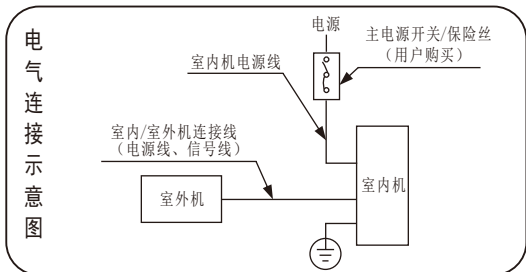 电气连接示意图
电源
主电源开关/保险丝
（用户购买）
室内机电源线
室内/室外机连接线
（电源线、信号线）
室外机
室内机